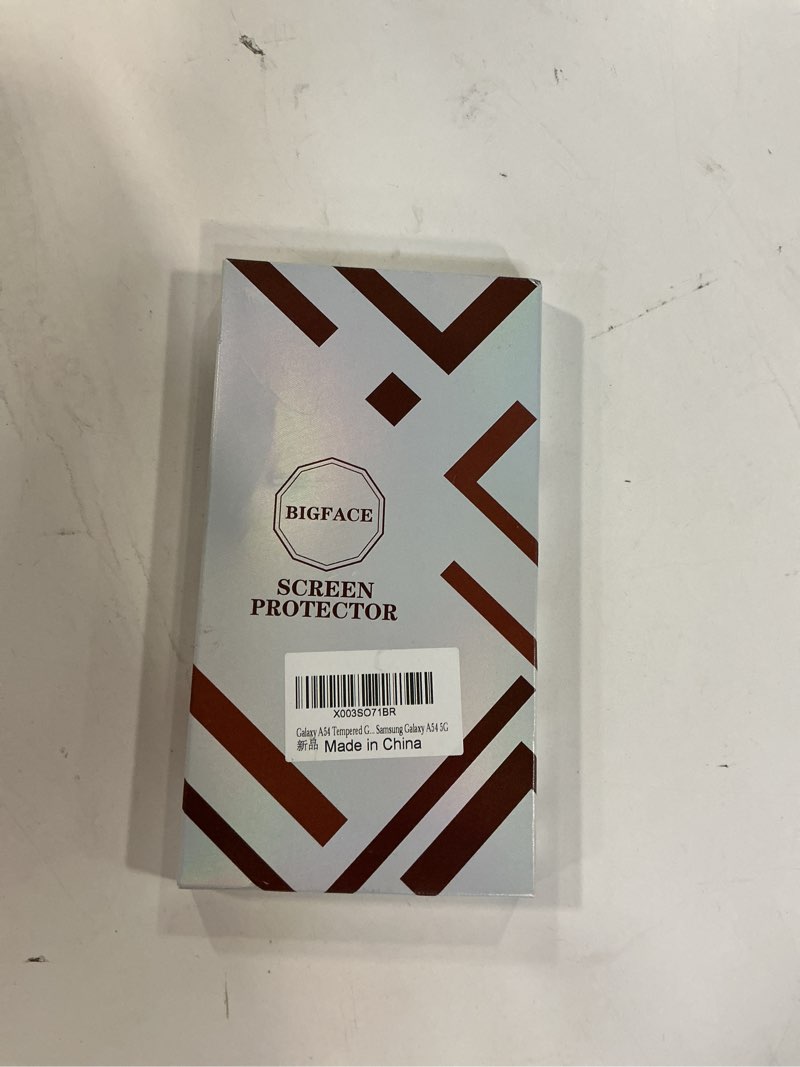 BIGFACE
SCREEN
PROTECTOR
X003SO71BR
Galaxy A54 Tempered G... Samsung Galaxy A54 5G
新品 Made in China